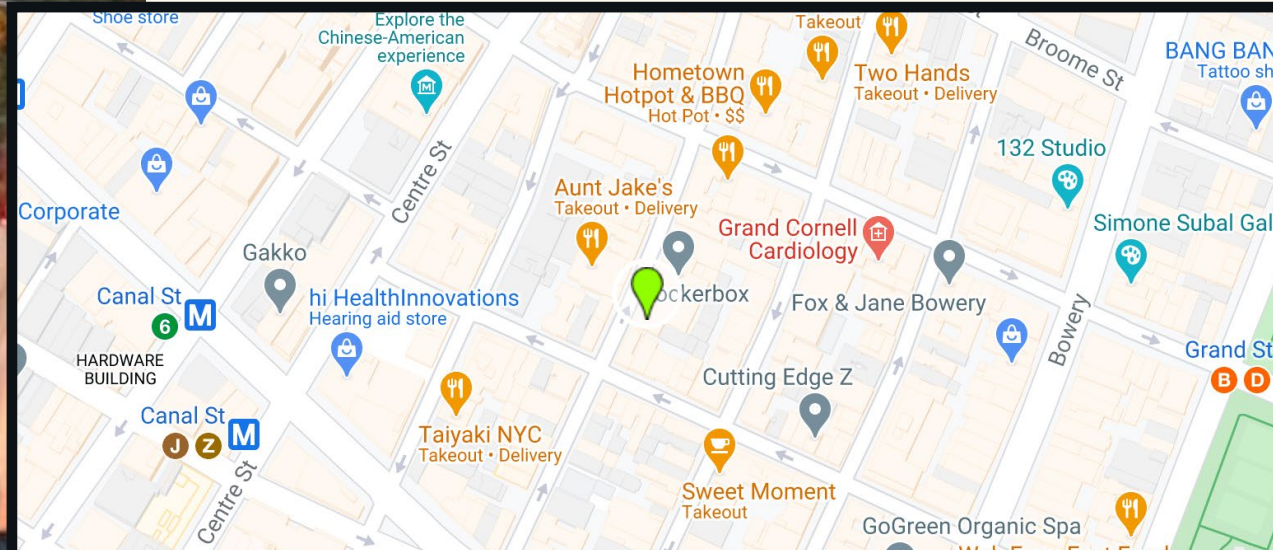 Shoe store
Explore the
Chinese-American
experience
Takeout
Broome St
BANG BAN
Tattoo sh
Hometown
Hotpot & BBQ
Hot Pot • $$
Two Hands
Takeout • Delivery
132 Studio
Centre St
Aunt Jake's
Takeout • Delivery
Corporate
Grand Cornell
Cardiology
Simone Subal Gal
Gakko
Canal St
M
6
hi HealthInnovations
Hearing aid store
ockerbox
Fox & Jane Bowery
Bowery
HARDWARE
BUILDING
Grand St
B D
Cutting Edge Z
Canal St
M
J Z
Taiyaki NYC
Takeout • Delivery
Centre St
Sweet Moment
Takeout
GoGreen Organic Spa